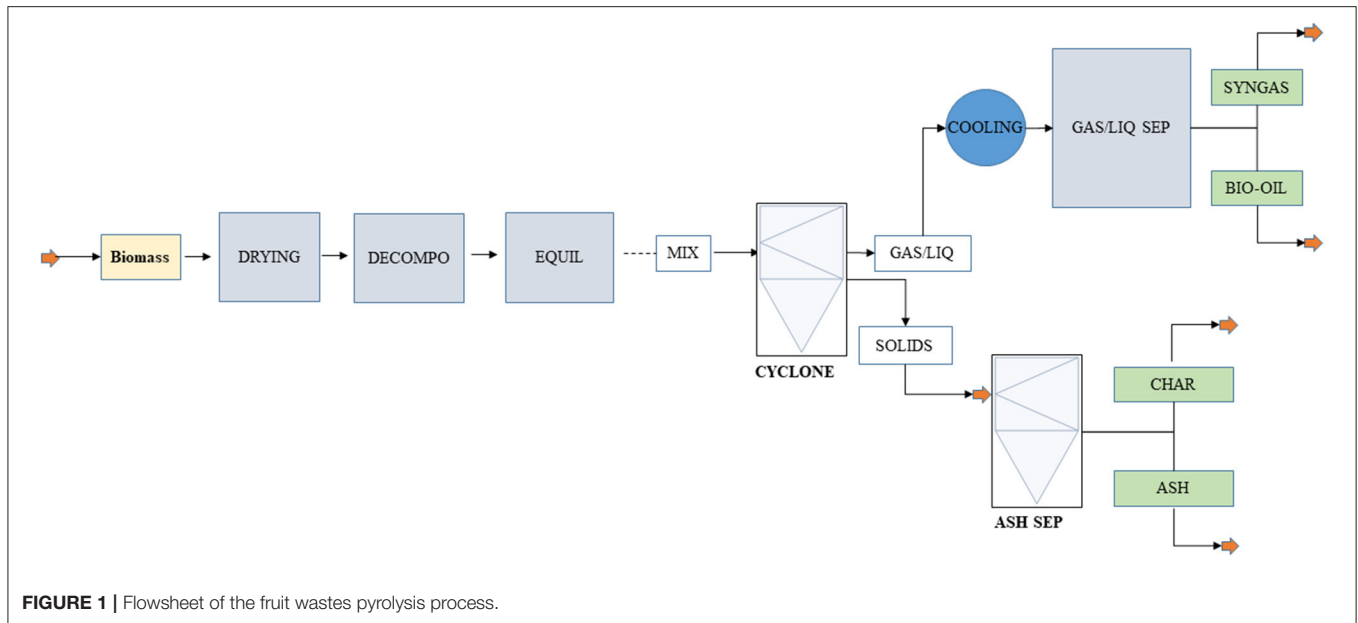 SYNGAS
COOLING
GAS/LIQ SEP
BIO-OIL
Biomass
DRYING
DECOMPO
EQUIL
MIX
GAS/LIQ
SOLIDS
CYCLONE
CHAR
ASH
ASH SEP
FIGURE 1 | Flowsheet of the fruit wastes pyrolysis process.